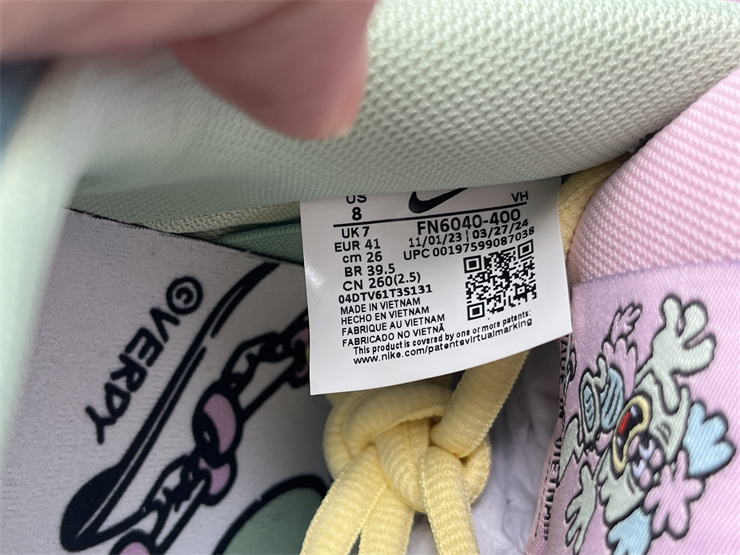 US
8
VH
UK 7
EUR 41
cm 26
BR 39.5
CN 260(2.5)
FN6040-400
11/01/23 | 03/27/24
UPC 00197599087038
04DTV61T3S131
MADE IN VIETNAM
HECHO EN VIETNAM
FABRIQUE AU VIETNAM
FABRICADO NO VIETNÃ
This product is covered by one or more patents:
www.nike.com/patentsvirtualmarking
©VERDY